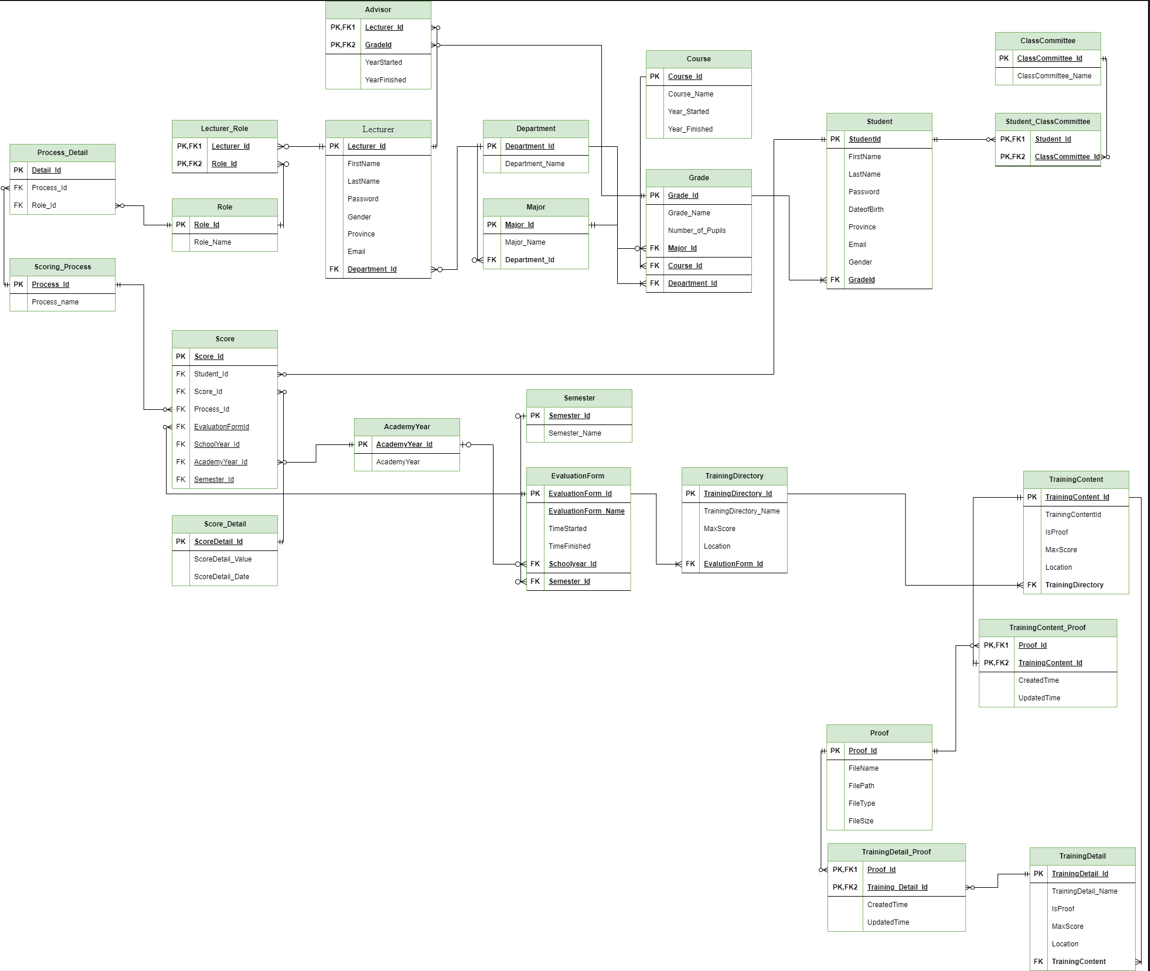 Advisor
PK,FK1 Lecturer_Id
PK,FK2 GradeId
YearStarted
YearFinished
Course
PK Course_Id
Course_Name
Year_Started
Year_Finished
ClassCommittee
PK ClassCommittee_Id
ClassCommittee_Name
Lecturer_Role
PK,FK1 Lecturer_Id
PK,FK2 Role_Id
Lecturer
PK Lecturer_Id
FirstName
LastName
Password
Gender
Province
Email
FK Department_Id
Department
PK Department_Id
Department_Name
Student
PK StudentId
FirstName
LastName
Password
DateofBirth
Province
Email
Gender
FK GradeId
Student_ClassCommittee
PK,FK1 Student_Id
PK,FK2 ClassCommittee_Id
Process_Detail
PK Detail_Id
FK Process_Id
FK Role_Id
Role
PK Role_Id
Role_Name
Major
PK Major_Id
Major_Name
FK Department_Id
Grade
PK Grade_Id
Grade_Name
Number_of_Pupils
FK Major_Id
FK Course_Id
FK Department_Id
Scoring_Process
PK Process_Id
Process_name
Score
PK Score_Id
FK Student_Id
FK Score_Id
FK Process_Id
FK EvaluationFormId
FK SchoolYear_Id
FK AcademyYear_Id
FK Semester_Id
AcademyYear
PK AcademyYear_Id
AcademyYear
Semester
PK Semester_Id
Semester_Name
EvaluationForm
PK EvaluationForm_Id
EvaluationForm_Name
TimeStarted
TimeFinished
FK Schoolyear_Id
FK Semester_Id
TrainingDirectory
PK TrainingDirectory_Id
TrainingDirectory_Name
MaxScore
Location
FK EvalutionForm_Id
TrainingContent
PK TrainingContent_Id
TrainingContentId
IsProof
MaxScore
Location
FK TrainingDirectory
Score_Detail
PK ScoreDetail_Id
ScoreDetail_Value
ScoreDetail_Date
TrainingContent_Proof
PK,FK1 Proof_Id
PK,FK2 TrainingContent_Id
CreatedTime
UpdatedTime
Proof
PK Proof_Id
FileName
FilePath
FileType
FileSize
TrainingDetail_Proof
PK,FK1 Proof_Id
PK,FK2 Training_Detail_Id
CreatedTime
UpdatedTime
TrainingDetail
PK TrainingDetail_Id
TrainingDetail_Name
IsProof
MaxScore
Location
FK TrainingContent